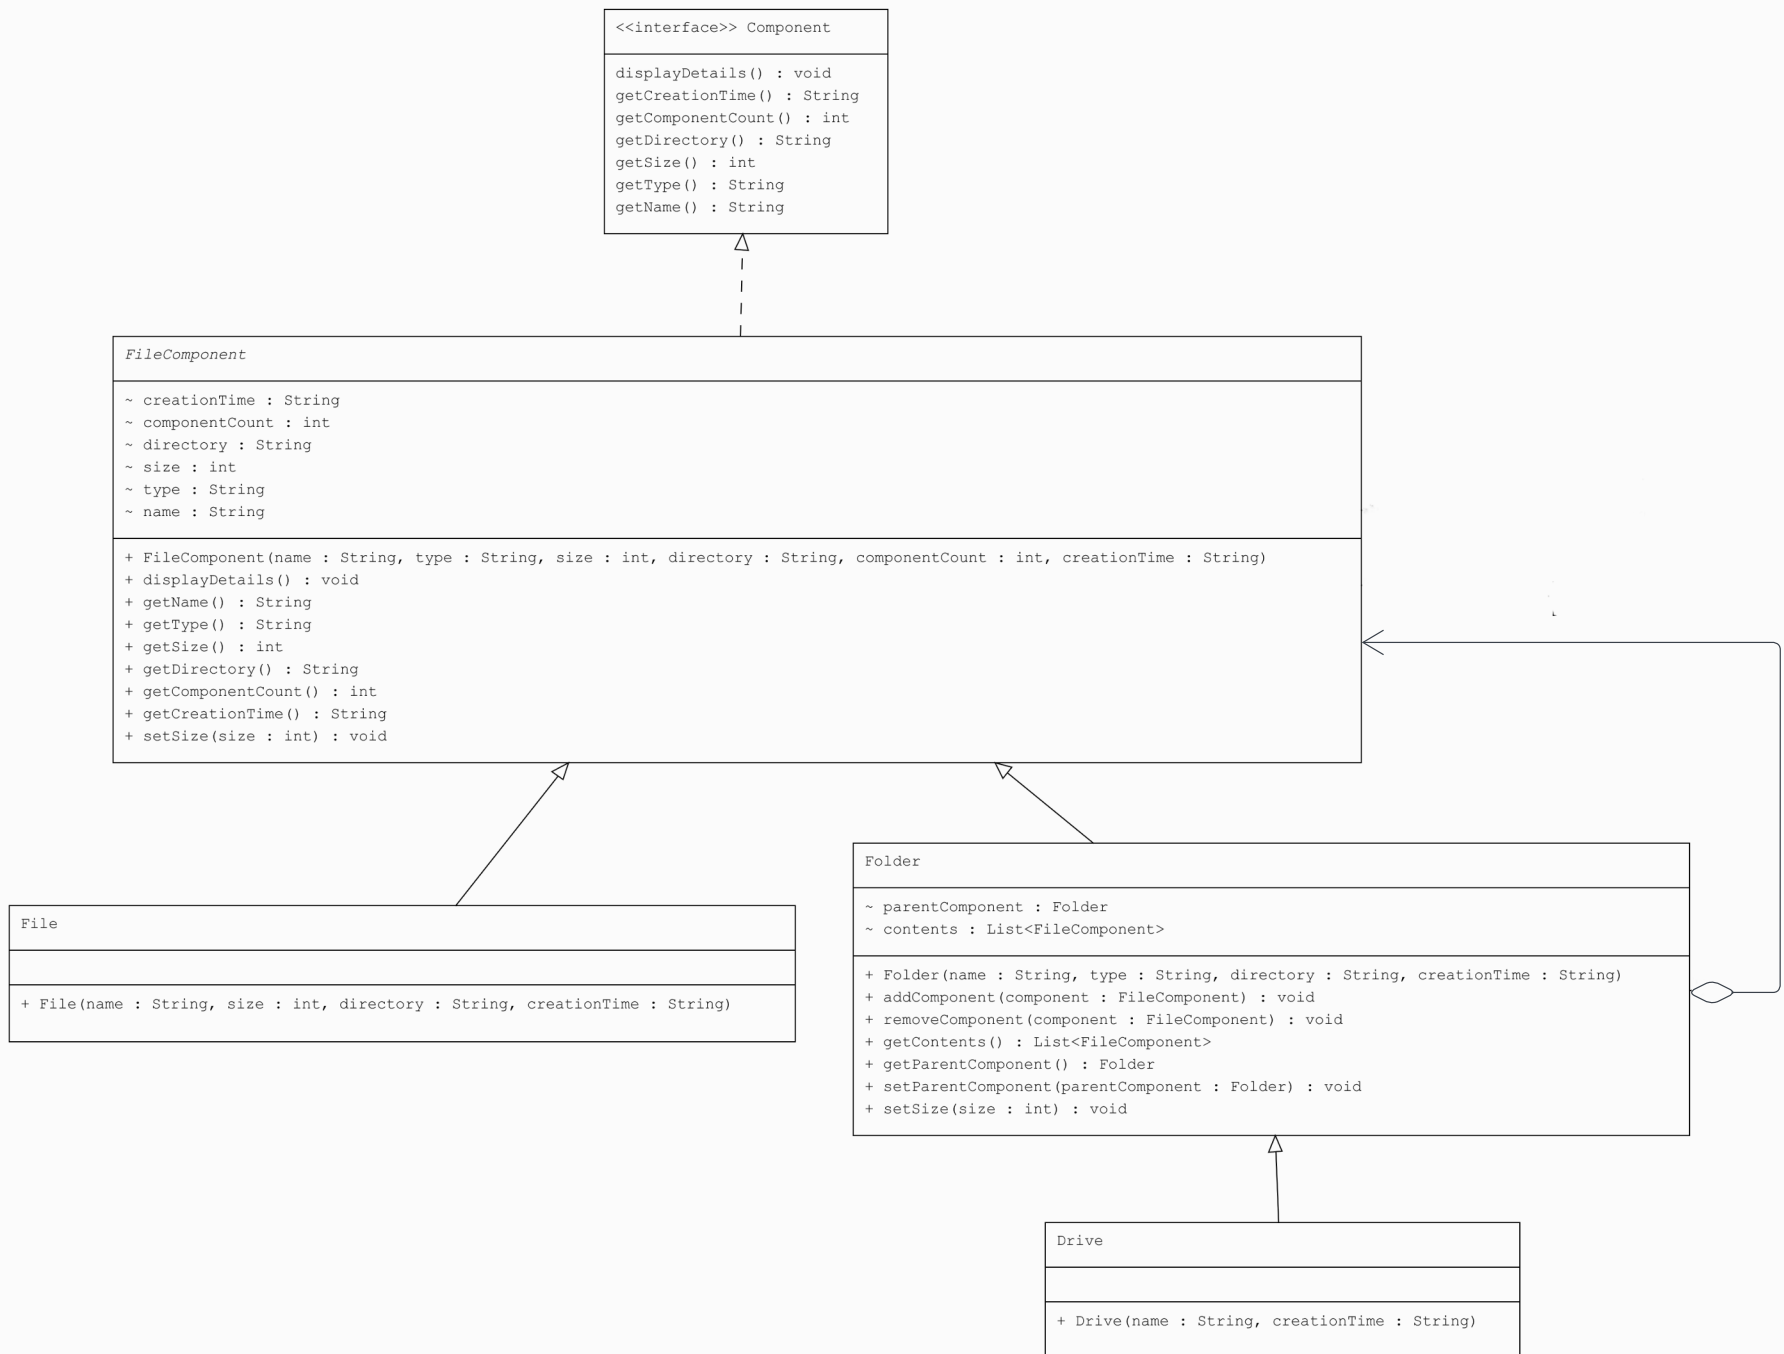 <<interface>> Component
displayDetails() : void
getCreationTime() : String
getComponentCount() : int
getDirectory() : String
getSize() : int
getType() : String
getName() : String
FileComponent
~ creationTime : String
~ componentCount : int
~ directory : String
~ size : int
~ type : String
~ name : String
+ FileComponent(name : String, type : String, size : int, directory : String, componentCount : int, creationTime : String)
+ displayDetails() : void
+ getName() : String
+ getType() : String
+ getSize() : int
+ getDirectory() : String
+ getComponentCount() : int
+ getCreationTime() : String
+ setSize(size : int) : void
File
+ File(name : String, size : int, directory : String, creationTime : String)
Folder
~ parentComponent : Folder
~ contents : List<FileComponent>
+ Folder(name : String, type : String, directory : String, creationTime : String)
+ addComponent(component : FileComponent) : void
+ removeComponent(component : FileComponent) : void
+ getContents() : List<FileComponent>
+ getParentComponent() : Folder
+ setParentComponent(parentComponent : Folder) : void
+ setSize(size : int) : void
Drive
+ Drive(name : String, creationTime : String)